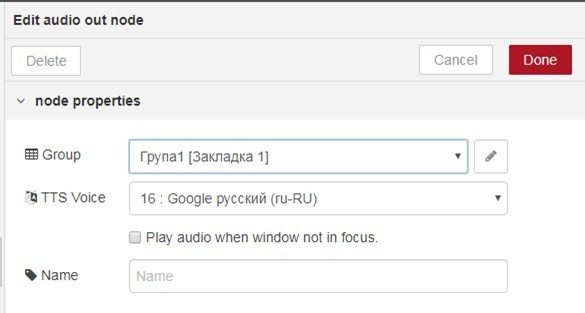 Edit audio out node
Delete Cancel Done
node properties
Group Група1 [Закладка 1]
TTS Voice 16 : Google русский (ru-RU)
Play audio when window not in focus.
Name Name